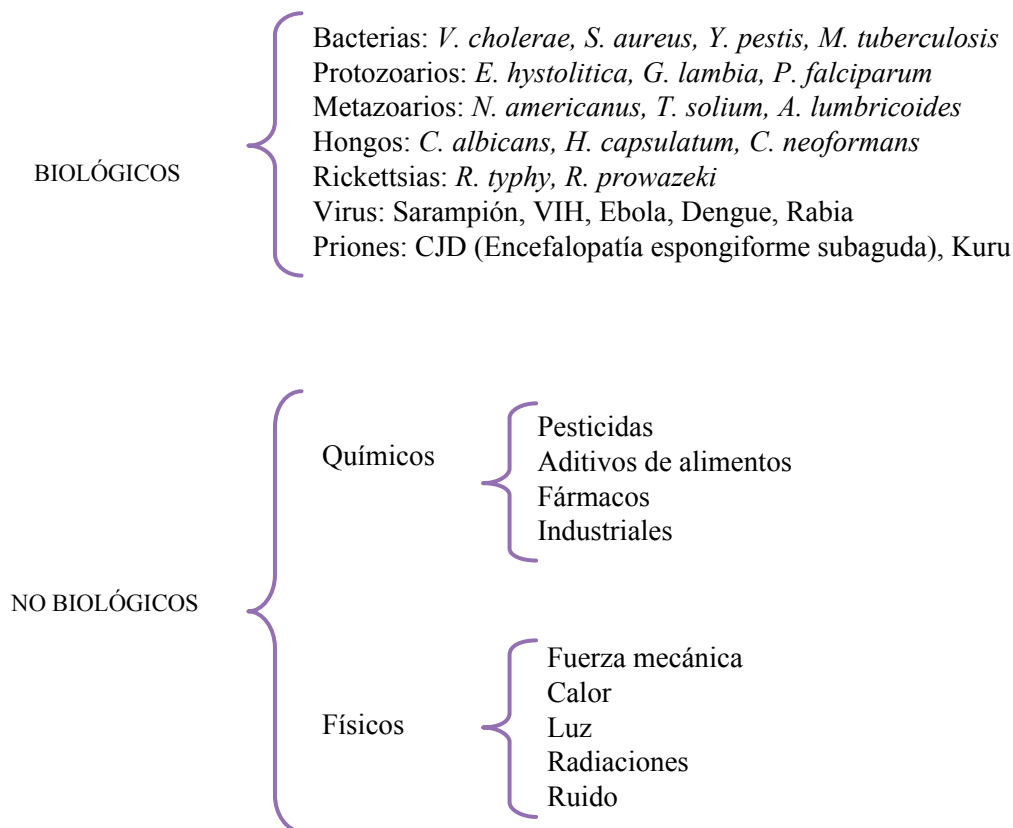 Bacterias: V. cholerae, S. aureus, Y. pestis, M. tuberculosis
Protozoarios: E. hystolitica, G. lambia, P. falciparum
Metazoarios: N. americanus, T. solium, A. lumbricoides
Hongos: C. albicans, H. capsulatum, C. neoformans
BIOLÓGICOS
Rickettsias: R. typhy, R. prowazeki
Virus: Sarampión, VIH, Ebola, Dengue, Rabia
Priones: CJD (Encefalopatía espongiforme subaguda), Kuru
NO BIOLÓGICOS
Químicos
Pesticidas
Aditivos de alimentos
Fármacos
Industriales
Físicos
Fuerza mecánica
Calor
Luz
Radiaciones
Ruido